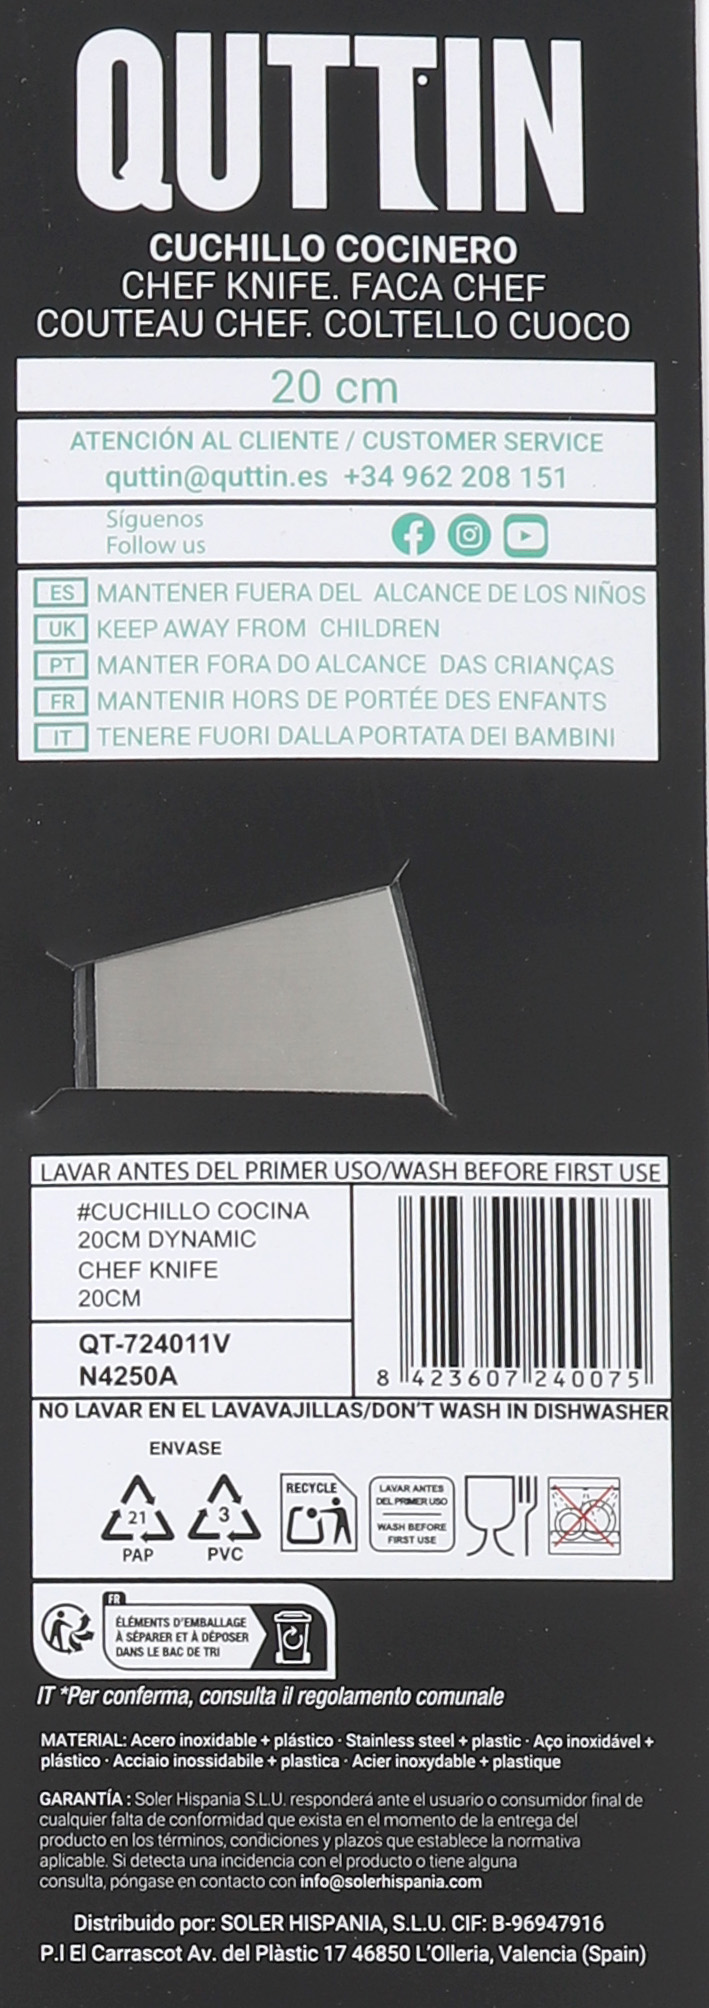 QUTTIN
CUCHILLO COCINERO
CHEF KNIFE. FACA CHEF
COUTEAU CHEF. COLTELLO CUOCO
20 cm
ATENCIÓN AL CLIENTE / CUSTOMER SERVICE
quttin@quttin.es +34 962 208 151
Síguenos
Follow us
ES MANTENER FUERA DEL ALCANCE DE LOS NIÑOS
UK KEEP AWAY FROM CHILDREN
PT MANTER FORA DO ALCANCE DAS CRIANÇAS
FR MANTENIR HORS DE PORTÉE DES ENFANTS
IT TENERE FUORI DALLA PORTATA DEI BAMBINI
LAVAR ANTES DEL PRIMER USO/WASH BEFORE FIRST USE
#CUCHILLO COCINA
20CM DYNAMIC
CHEF KNIFE
20CM
QT-724011V
N4250A
8 423607 240075
NO LAVAR EN EL LAVAVAJILLAS/DON'T WASH IN DISHWASHER
ENVASE
21
PAP
3
PVC
RECYCLE
LAVAR ANTES
DEL PRIMER USO
WASH BEFORE
FIRST USE
FR
ÉLÉMENTS D'EMBALLAGE
À SÉPARER ET À DÉPOSER
DANS LE BAC DE TRI
IT *Per conferma, consulta il regolamento comunale
MATERIAL: Acero inoxidable + plástico · Stainless steel + plastic · Aço inoxidável +
plástico · Acciaio inossidabile + plastica · Acier inoxydable + plastique
GARANTÍA : Soler Hispania S.L.U. responderá ante el usuario o consumidor final de
cualquier falta de conformidad que exista en el momento de la entrega del
producto en los términos, condiciones y plazos que establece la normativa
aplicable. Si detecta una incidencia con el producto o tiene alguna
consulta, póngase en contacto con info@solerhispania.com
Distribuido por: SOLER HISPANIA, S.L.U. CIF: B-96947916
P.I El Carrascot Av. del Plàstic 17 46850 L'Olleria, Valencia (Spain)